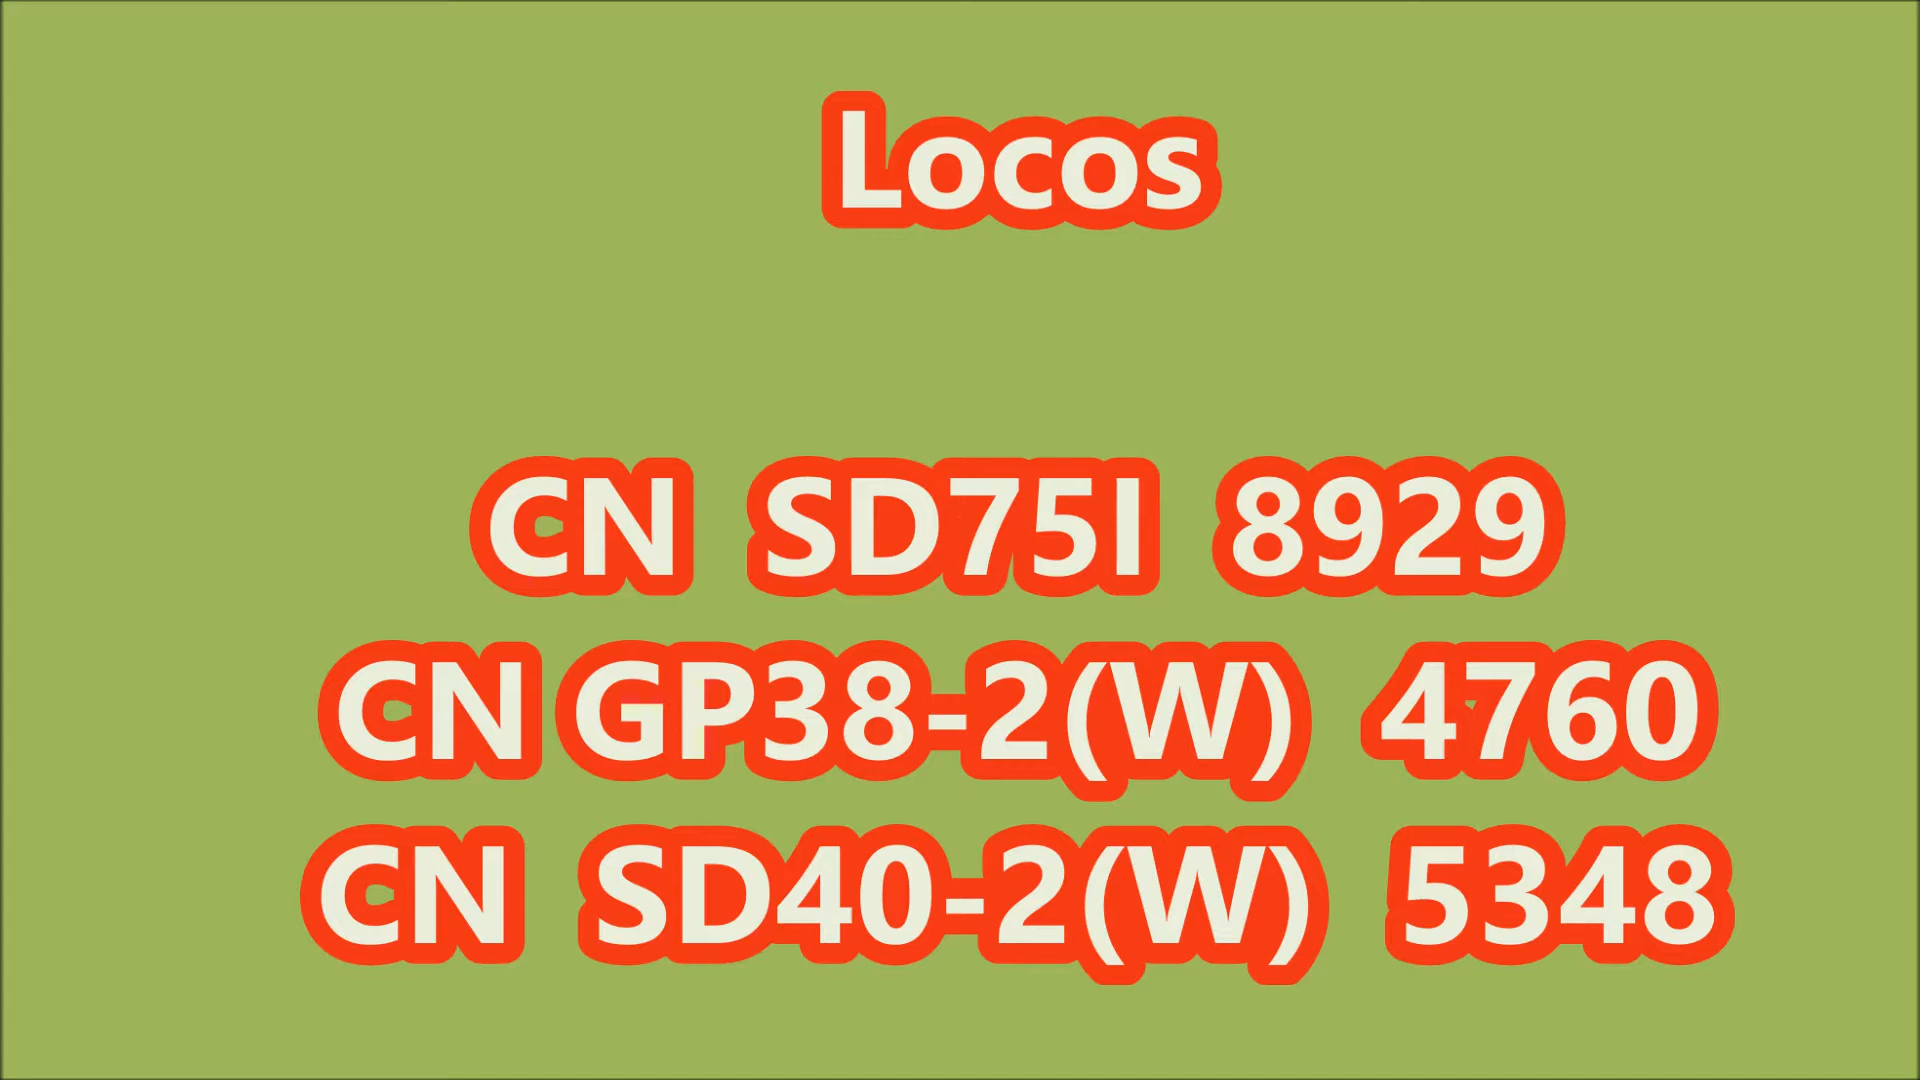 Locos
CN SD75I 8929
CN GP38-2(W) 4760
CN SD40-2(W) 5348